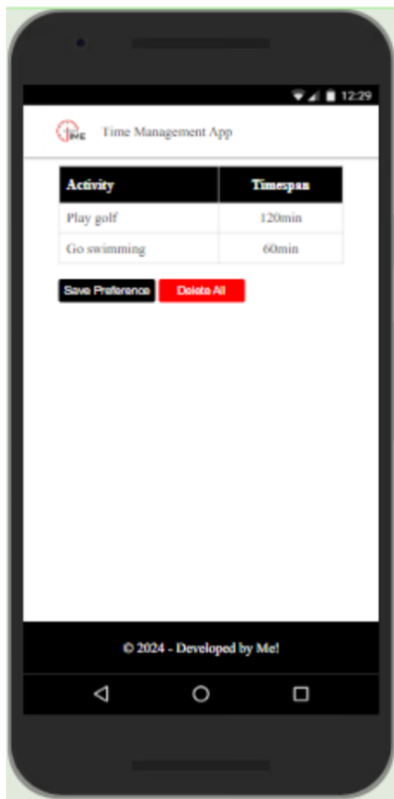 12:29
TIME Time Management App
Activity Timespan
Play golf 120min
Go swimming 60min
Save Preference Delete All
© 2024 - Developed by Me!